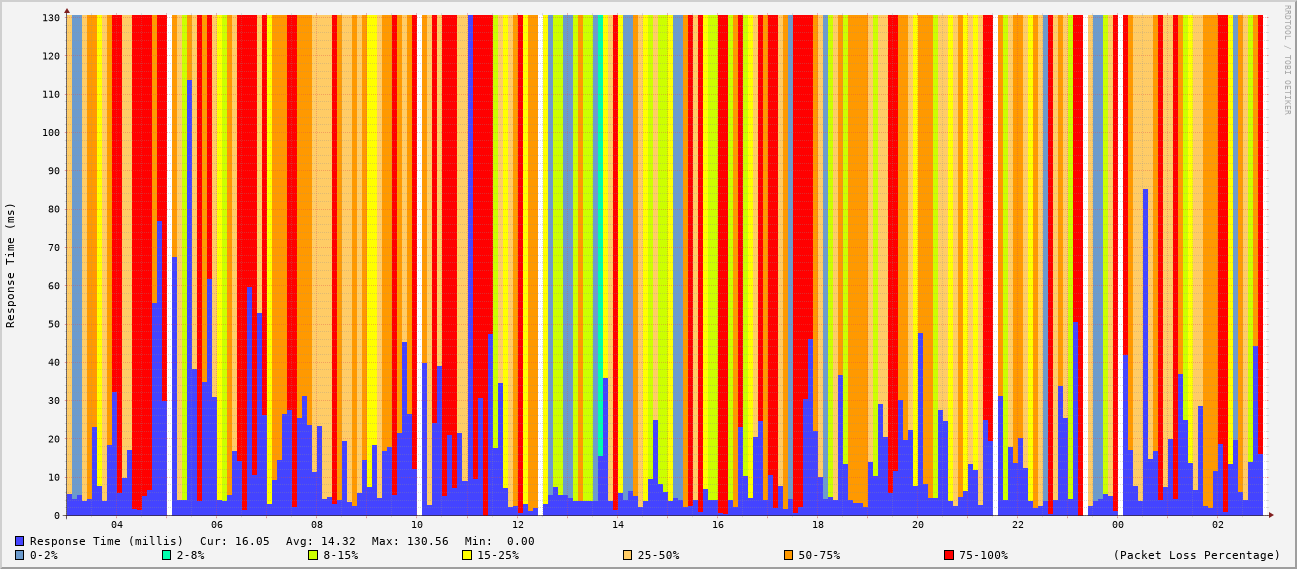 RRDTOOL / TOBI OETIKER
Response Time (ms)
130
120
110
100
90
80
70
60
50
40
30
20
10
0
04 06 08 10 12 14 16 18 20 22 00 02
Response Time (millis) Cur: 16.05 Avg: 14.32 Max: 130.56 Min: 0.00
0-2% 2-8% 8-15% 15-25% 25-50% 50-75% 75-100% (Packet Loss Percentage)